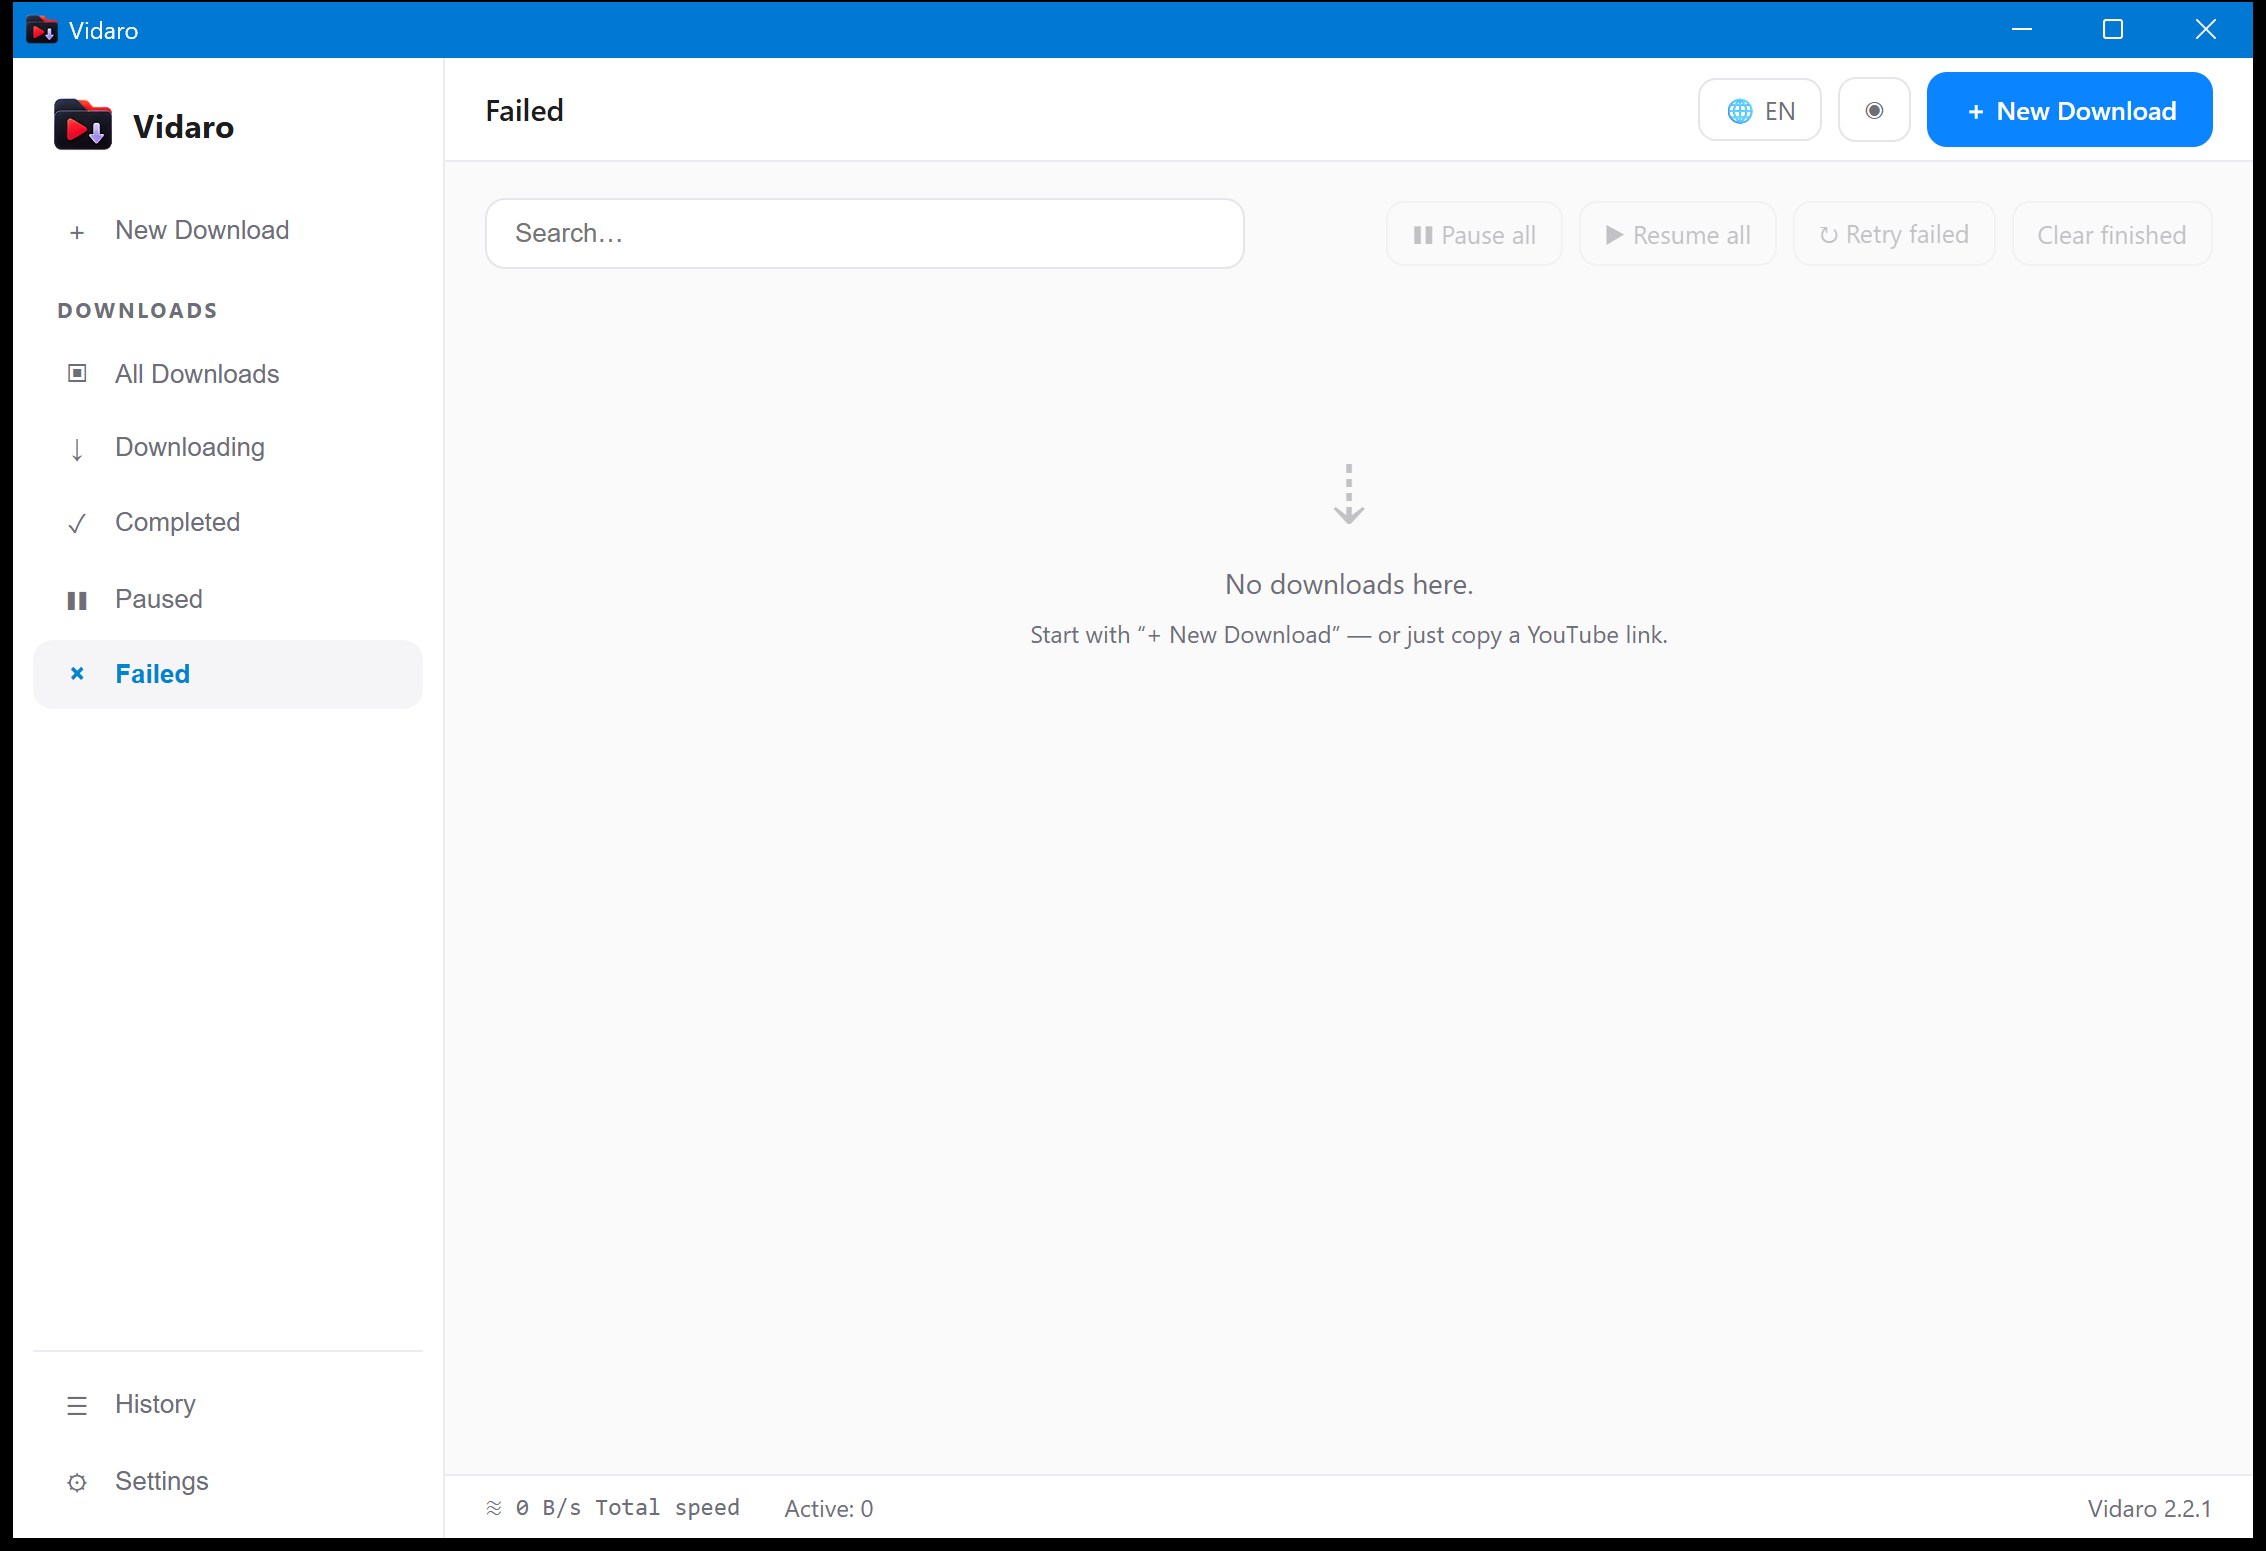 Vidaro
Vidaro
+ New Download
DOWNLOADS
All Downloads
Downloading
Completed
Paused
Failed
History
Settings
Failed
EN
+ New Download
Search…
Pause all
Resume all
Retry failed
Clear finished
No downloads here.
Start with “+ New Download” — or just copy a YouTube link.
≋ 0 B/s Total speed
Active: 0
Vidaro 2.2.1